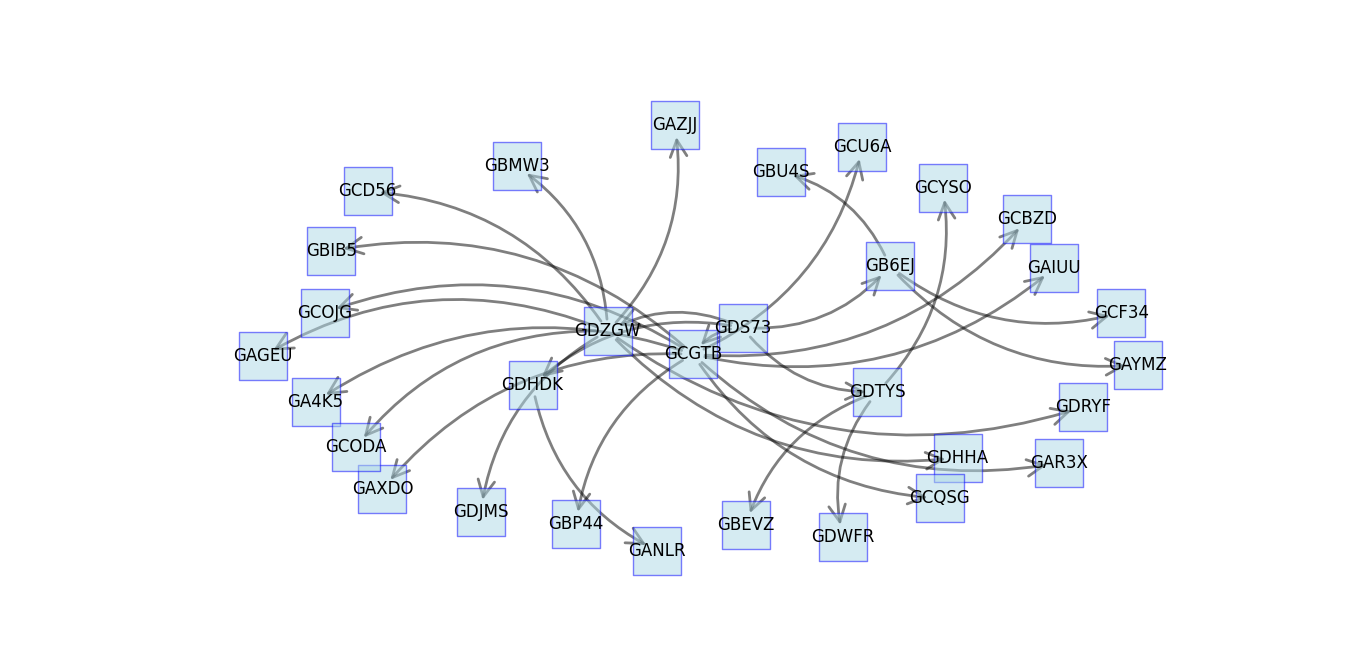 GAZJJ
GCU6A
GBMW3
GBU4S
GCD56
GCYSO
GCBZD
GBIB5
GB6EJ
GAIUU
GCOJG
GCF34
GDS73
GDZGW
GAGEU
GCGTB
GAYMZ
GDHDK
GDTYS
GA4K5
GDRYF
GCODA
GDHHA
GAR3X
GAXDO
GCQSG
GDJMS
GBP44
GBEVZ
GDWFR
GANLR